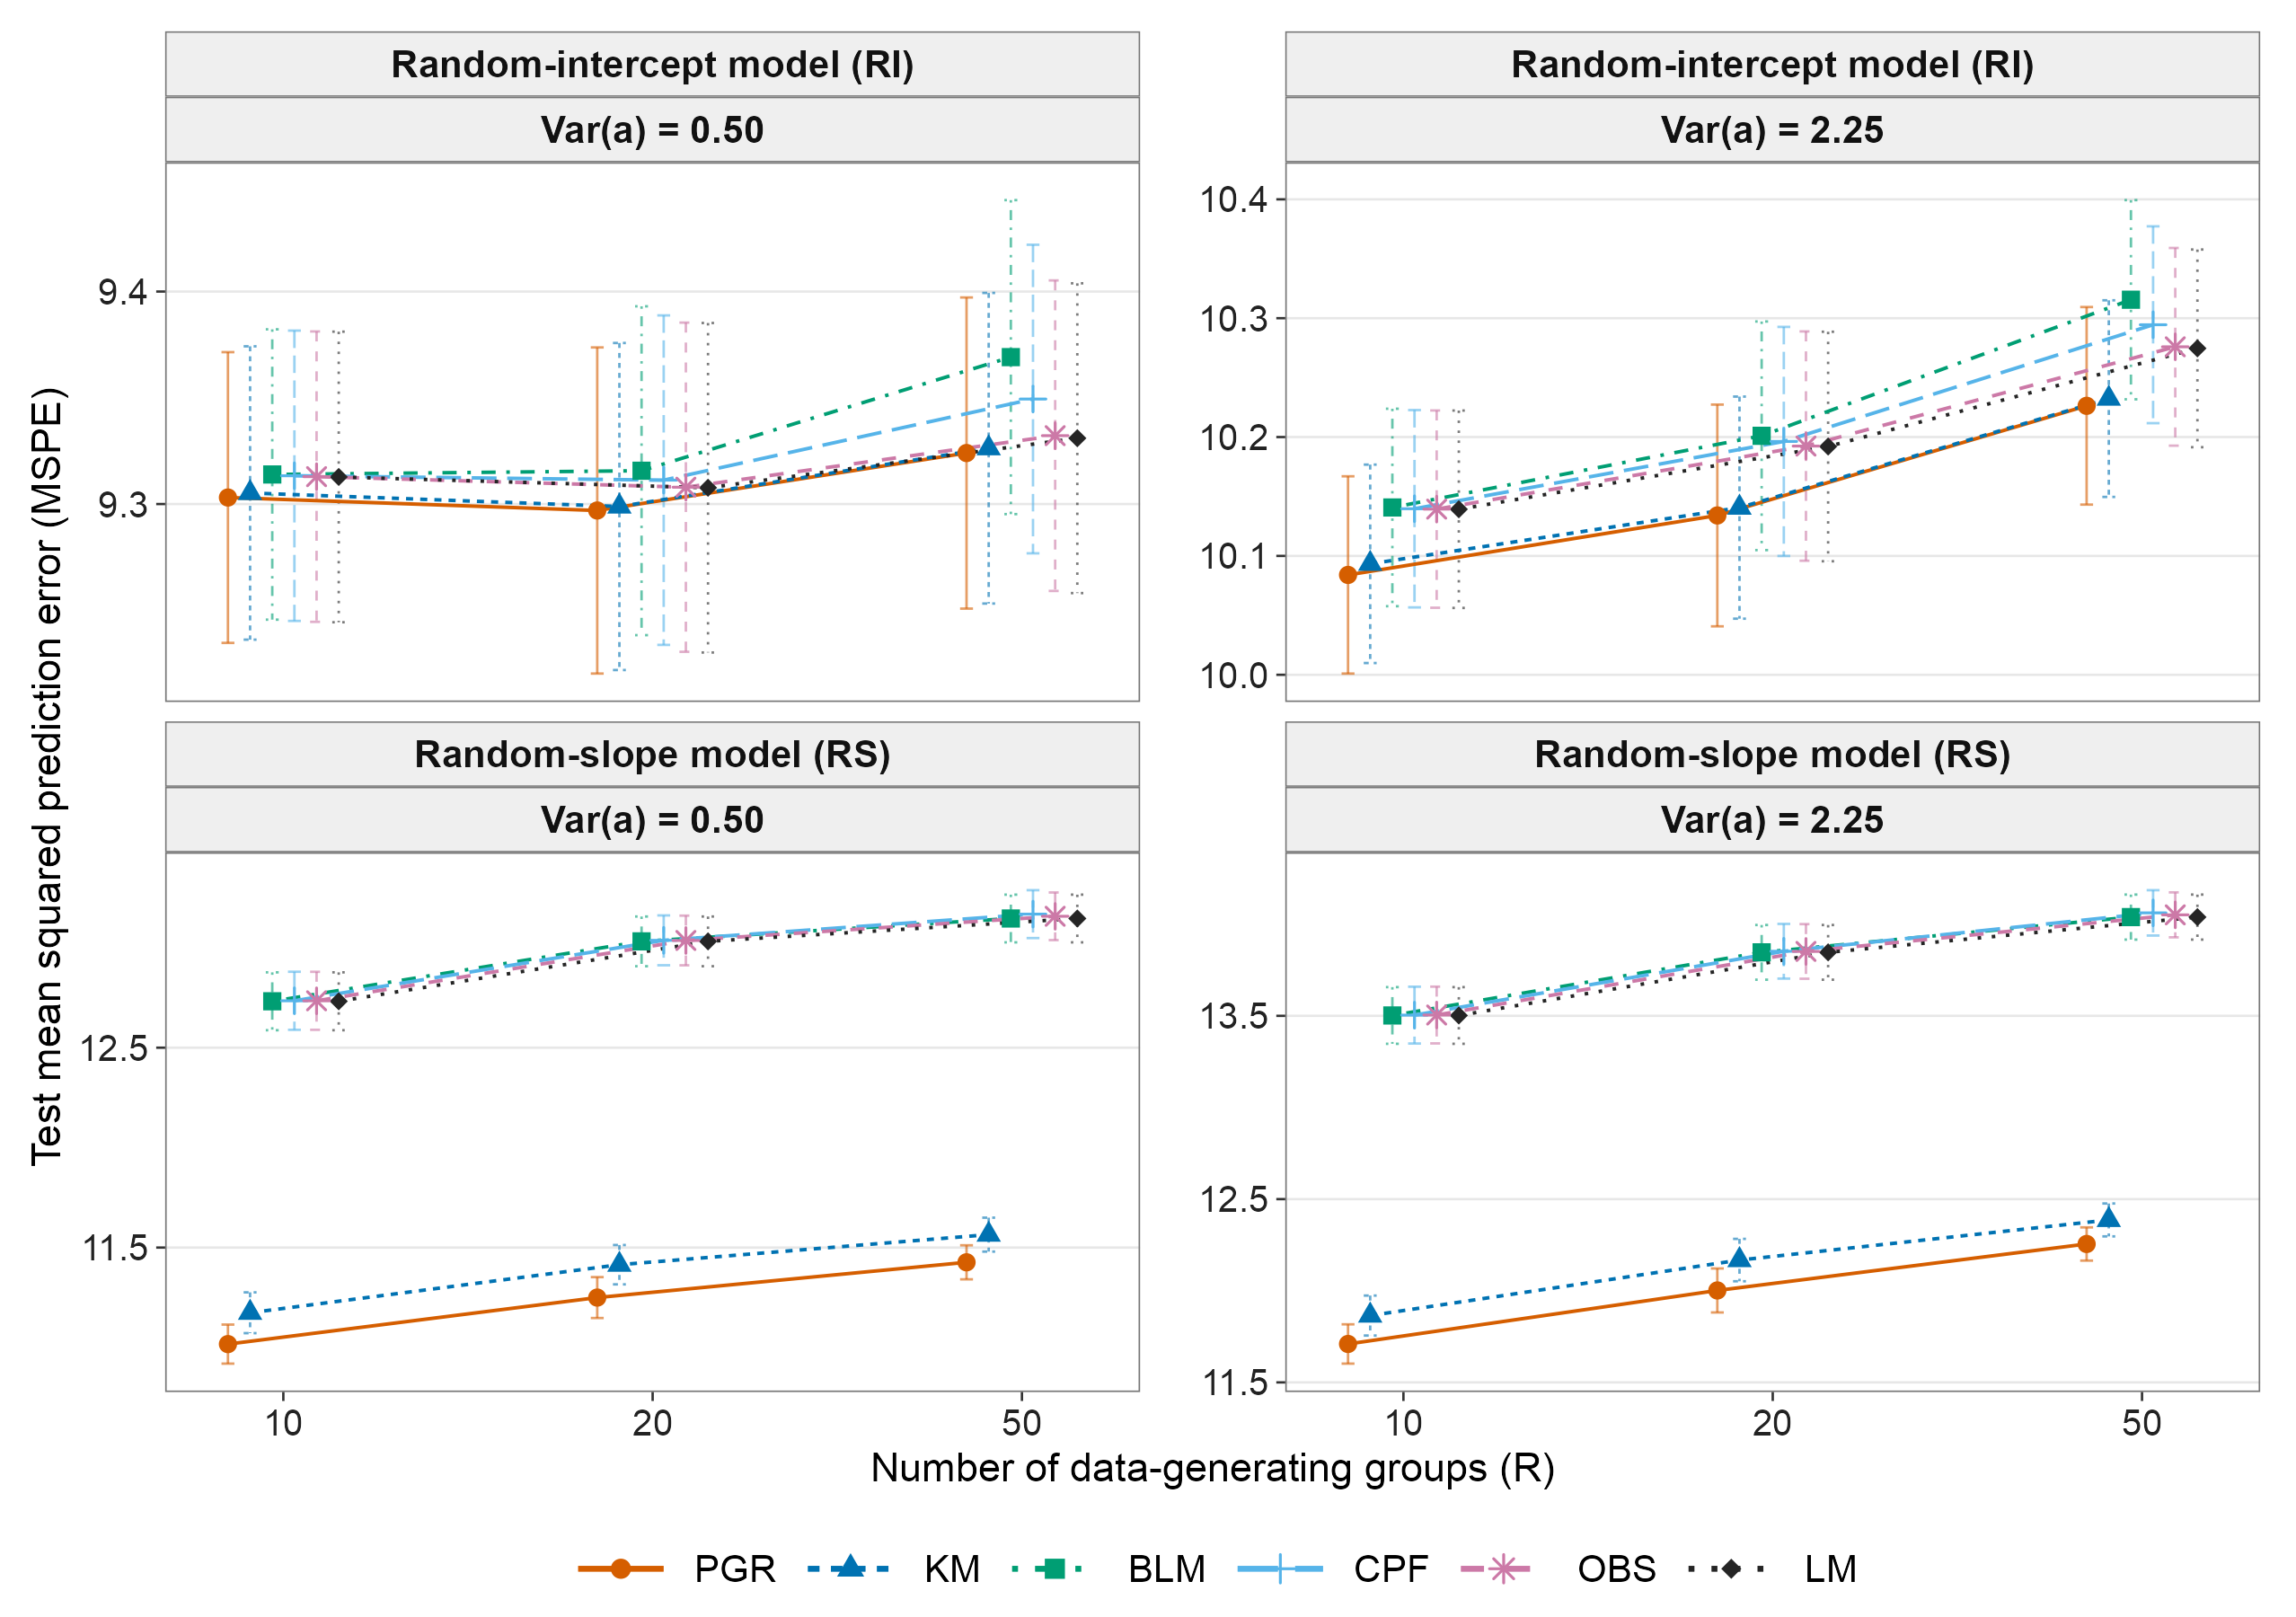 Random-intercept model (RI)
Var(a) = 0.50
Random-intercept model (RI)
Var(a) = 2.25
9.4
9.3
10.4
10.3
10.2
10.1
10.0
Random-slope model (RS)
Var(a) = 0.50
Random-slope model (RS)
Var(a) = 2.25
12.5
11.5
13.5
12.5
11.5
10 20 50
10 20 50
Test mean squared prediction error (MSPE)
Number of data-generating groups (R)
PGR KM BLM CPF OBS LM